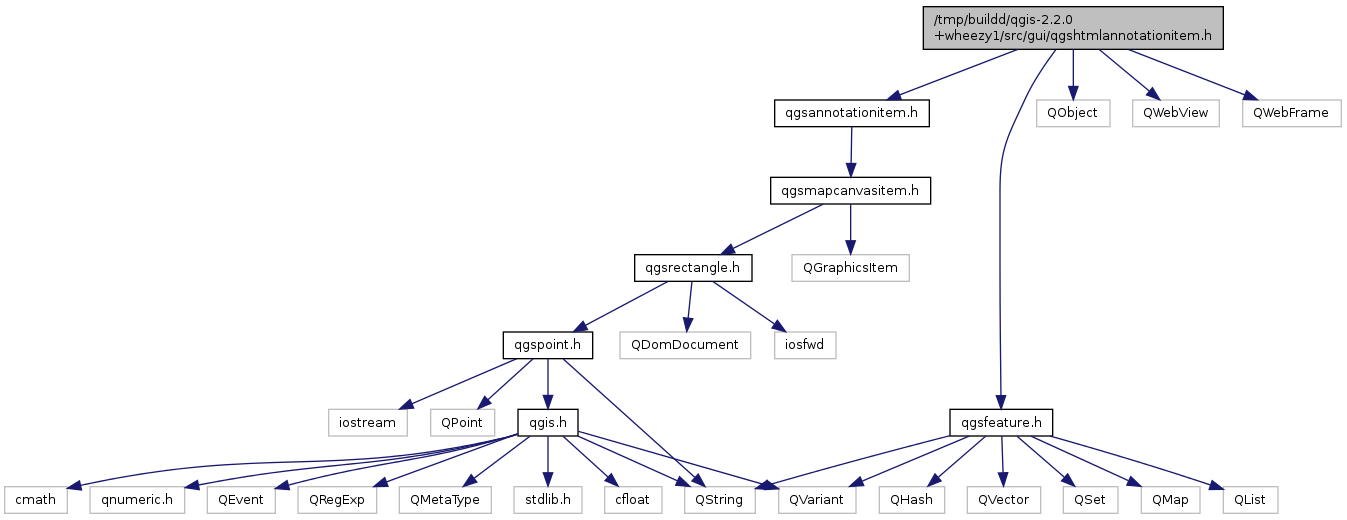 /tmp/buildd/qgis-2.2.0
+wheezy1/src/gui/qgshtmlannotationitem.h
qgsannotationitem.h
QObject
QWebView
QWebFrame
qgsmapcanvasitem.h
qgsrectangle.h
QGraphicsItem
qgspoint.h
QDomDocument
iosfwd
iostream
QPoint
qgis.h
qgsfeature.h
cmath
qnumeric.h
QEvent
QRegExp
QMetaType
stdlib.h
cfloat
QString
QVariant
QHash
QVector
QSet
QMap
QList